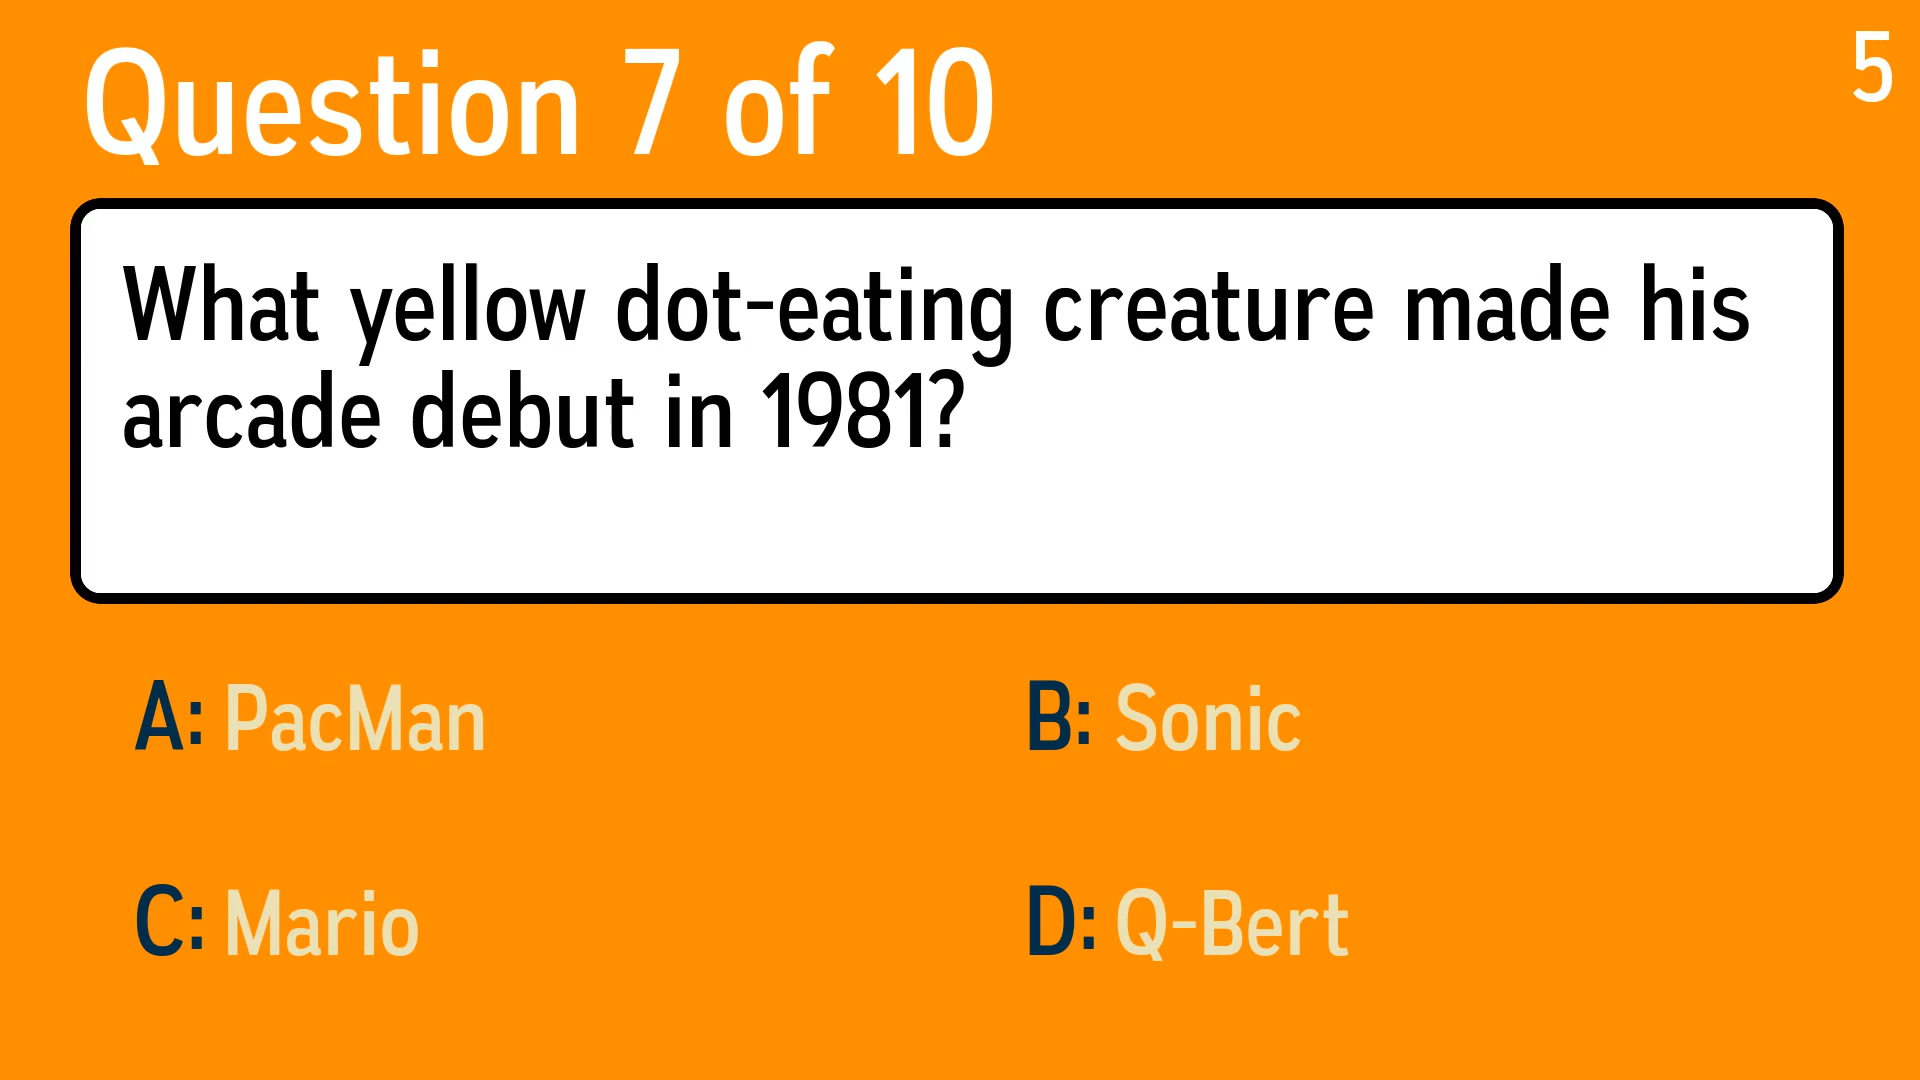 Question 7 of 10
5
What yellow dot-eating creature made his
arcade debut in 1981?
A: PacMan
B: Sonic
C: Mario
D: Q-Bert